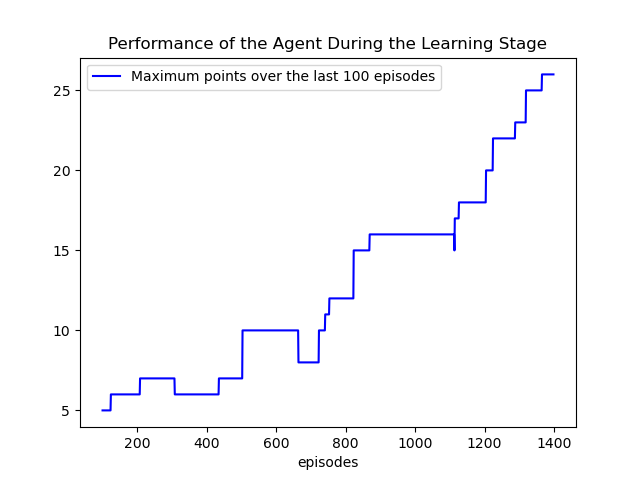 Performance of the Agent During the Learning Stage
Maximum points over the last 100 episodes
25
20
15
10
5
200 400 600 800 1000 1200 1400
episodes